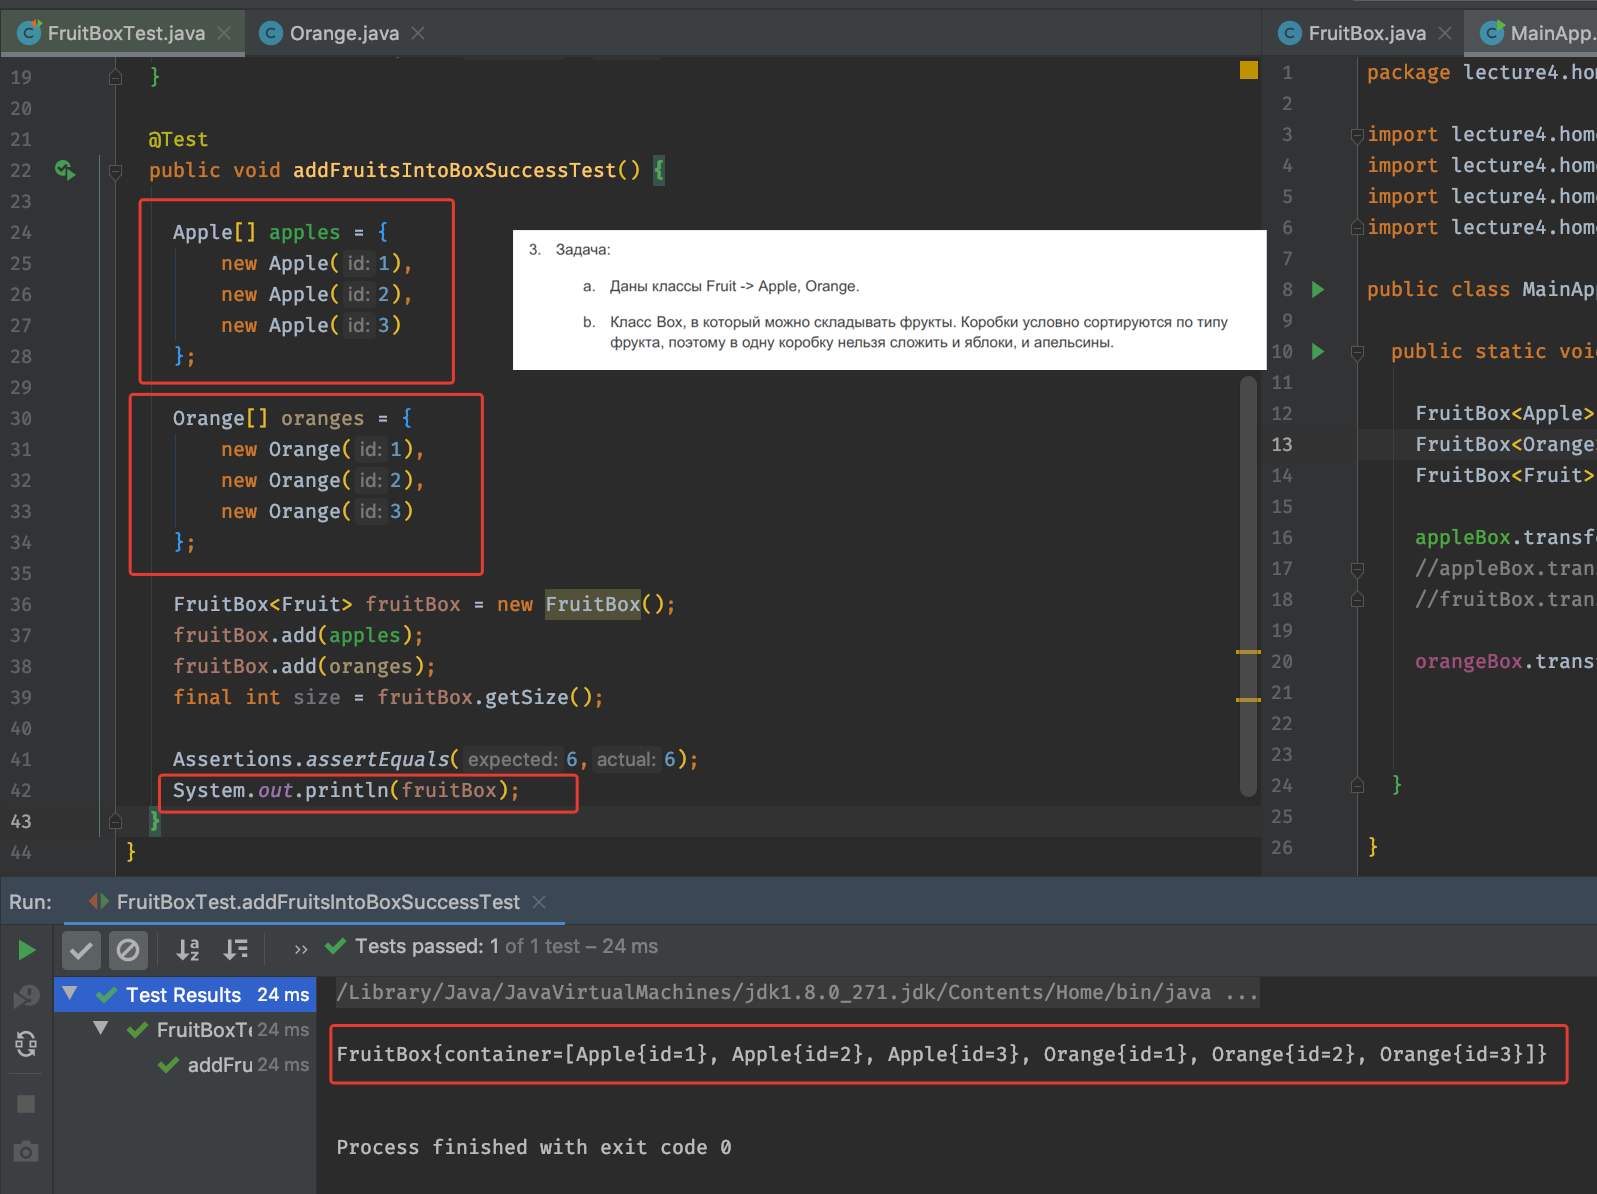 FruitBoxTest.java
Orange.java
19 }
20
21 @Test
22 public void addFruitsIntoBoxSuccessTest() {
23
24 Apple[] apples = {
25 new Apple( id: 1),
26 new Apple( id: 2),
27 new Apple( id: 3)
28 };
29
30 Orange[] oranges = {
31 new Orange( id: 1),
32 new Orange( id: 2),
33 new Orange( id: 3)
34 };
35
36 FruitBox<Fruit> fruitBox = new FruitBox();
37 fruitBox.add(apples);
38 fruitBox.add(oranges);
39 final int size = fruitBox.getSize();
40
41 Assertions.assertEquals( expected: 6, actual: 6);
42 System.out.println(fruitBox);
43 }
44 }
3. Задача:
a. Даны классы Fruit -> Apple, Orange.
b. Класс Box, в который можно складывать фрукты. Коробки условно сортируются по типу
фрукта, поэтому в одну коробку нельзя сложить и яблоки, и апельсины.
FruitBox.java
MainApp.
1 package lecture4.hom
2
3 import lecture4.hom
4 import lecture4.hom
5 import lecture4.hom
6 import lecture4.hom
7
8 public class MainApp
9
10 public static voi
11
12 FruitBox<Apple>
13 FruitBox<Orange
14 FruitBox<Fruit>
15
16 appleBox.transf
17 //appleBox.tran
18 //fruitBox.tran
19
20 orangeBox.trans
21
22
23
24 }
25
26 }
Run: FruitBoxTest.addFruitsIntoBoxSuccessTest
Tests passed: 1 of 1 test – 24 ms
Test Results 24 ms
FruitBoxTe 24 ms
addFru 24 ms
/Library/Java/JavaVirtualMachines/jdk1.8.0_271.jdk/Contents/Home/bin/java ...
FruitBox{container=[Apple{id=1}, Apple{id=2}, Apple{id=3}, Orange{id=1}, Orange{id=2}, Orange{id=3}]}
Process finished with exit code 0